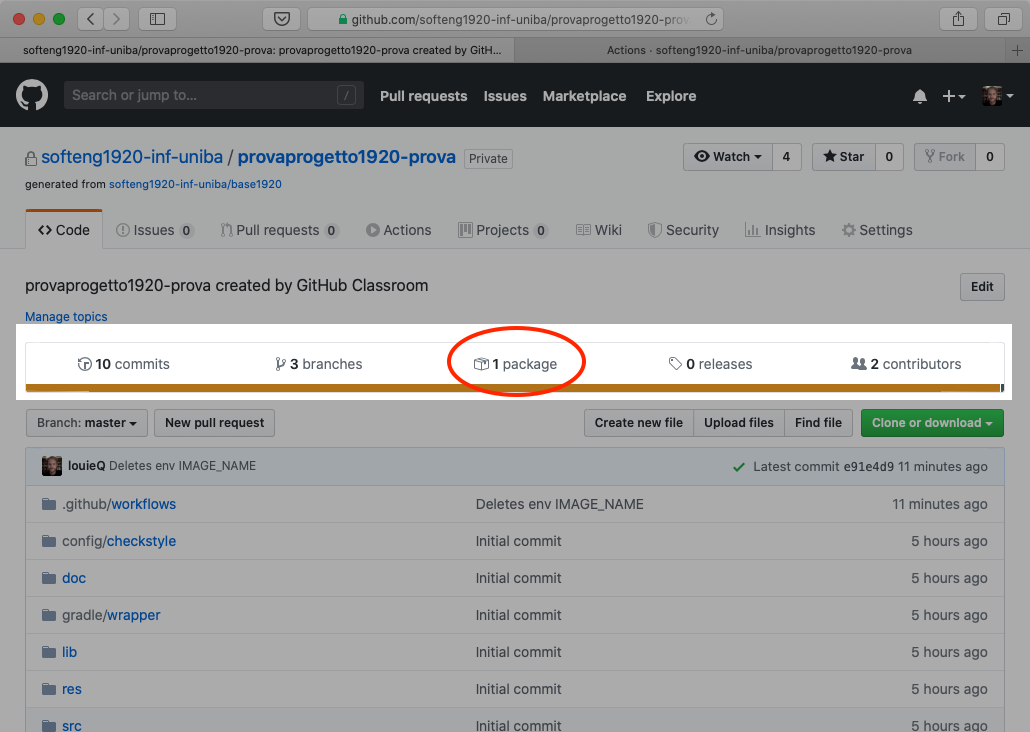 github.com/softeng1920-inf-uniba/provaprogetto1920-prov
softeng1920-inf-uniba/provaprogetto1920-prova: provaprogetto1920-prova created by GitH...
Actions · softeng1920-inf-uniba/provaprogetto1920-prova
Search or jump to... /
Pull requests Issues Marketplace Explore
softeng1920-inf-uniba / provaprogetto1920-prova Private
Watch 4 Star 0 Fork 0
generated from softeng1920-inf-uniba/base1920
Code Issues 0 Pull requests 0 Actions Projects 0 Wiki Security Insights Settings
provaprogetto1920-prova created by GitHub Classroom Edit
Manage topics
10 commits 3 branches 1 package 0 releases 2 contributors
Branch: master New pull request Create new file Upload files Find file Clone or download
louieQ Deletes env IMAGE_NAME Latest commit e91e4d9 11 minutes ago
.github/workflows Deletes env IMAGE_NAME 11 minutes ago
config/checkstyle Initial commit 5 hours ago
doc Initial commit 5 hours ago
gradle/wrapper Initial commit 5 hours ago
lib Initial commit 5 hours ago
res Initial commit 5 hours ago
src Initial commit 5 hours ago